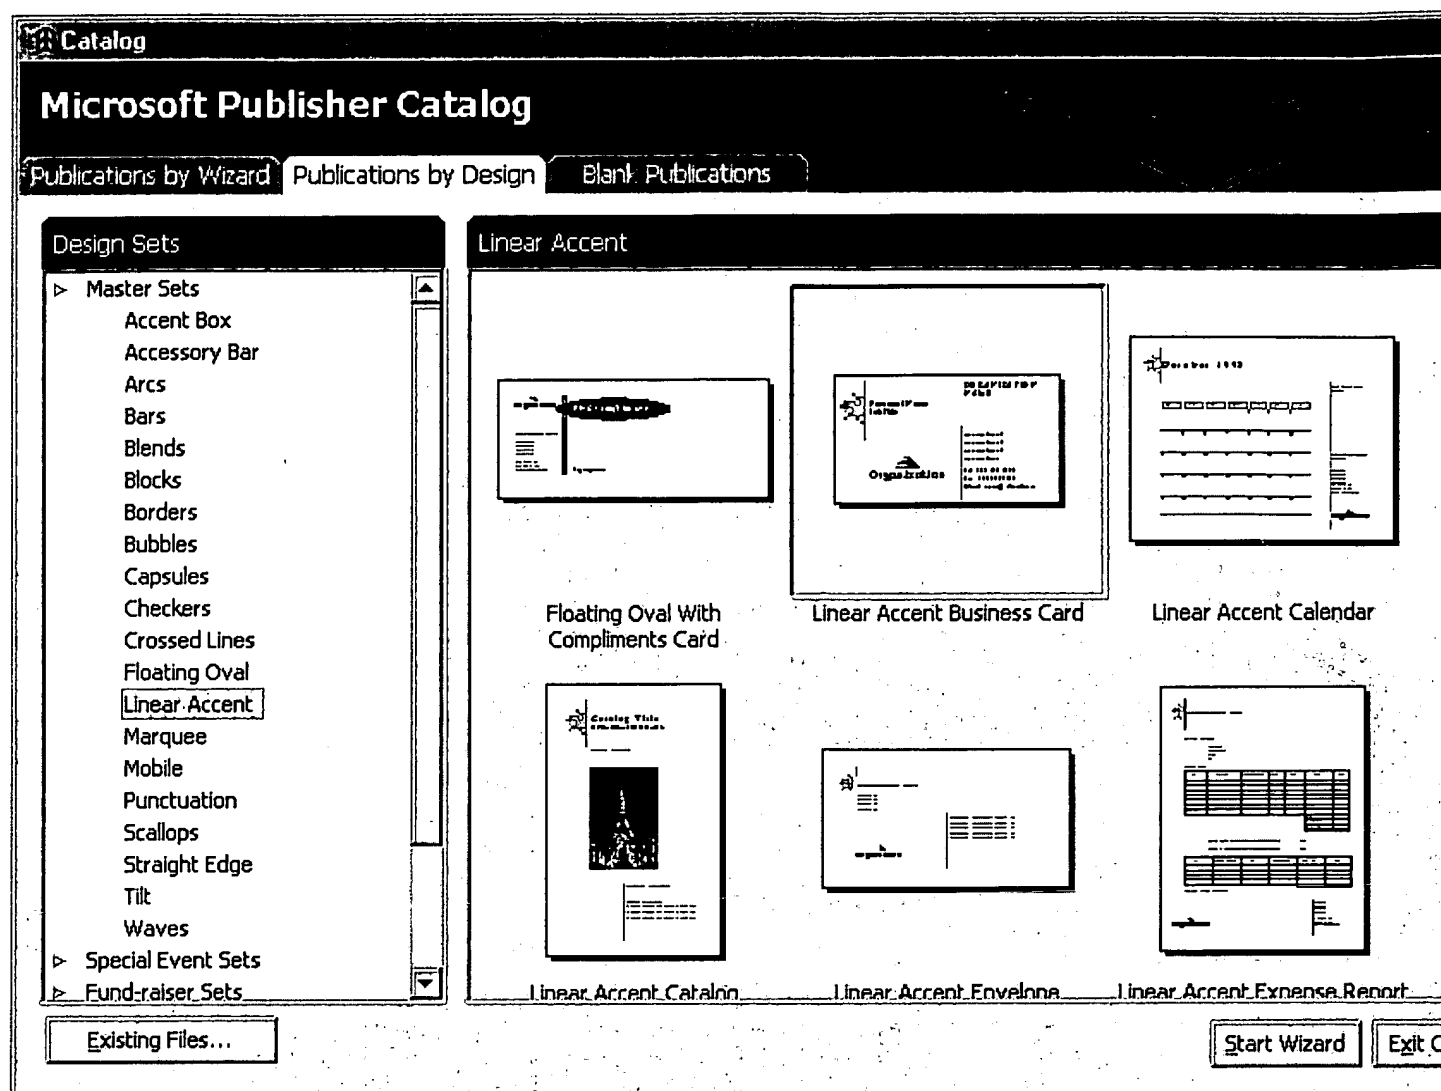 Catalog
Microsoft Publisher Catalog
Publications by Wizard
Publications by Design
Blank Publications
Design Sets
Master Sets
Accent Box
Accessory Bar
Arcs
Bars
Blends
Blocks
Borders
Bubbles
Capsules
Checkers
Crossed Lines
Floating Oval
Linear Accent
Marquee
Mobile
Punctuation
Scallops
Straight Edge
Tilt
Waves
Special Event Sets
Fund-raiser Sets
Linear Accent
Organization
Floating Oval With
Compliments Card
Linear Accent Business Card
Linear Accent Calendar
Catalog Title
Linear Accent Catalog
Linear Accent Envelope
Linear Accent Expense Report
Existing Files...
Start Wizard
Exit C